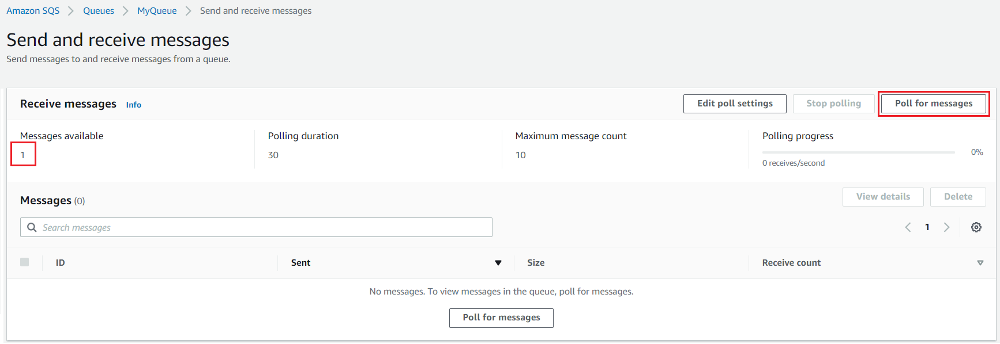 Amazon SQS > Queues > MyQueue > Send and receive messages
Send and receive messages
Send messages to and receive messages from a queue.
Receive messages Info Edit poll settings Stop polling Poll for messages
Messages available Polling duration Maximum message count Polling progress
1 30 10 0%
0 receives/second
Messages (0) View details Delete
Search messages 1
ID Sent Size Receive count
No messages. To view messages in the queue, poll for messages.
Poll for messages